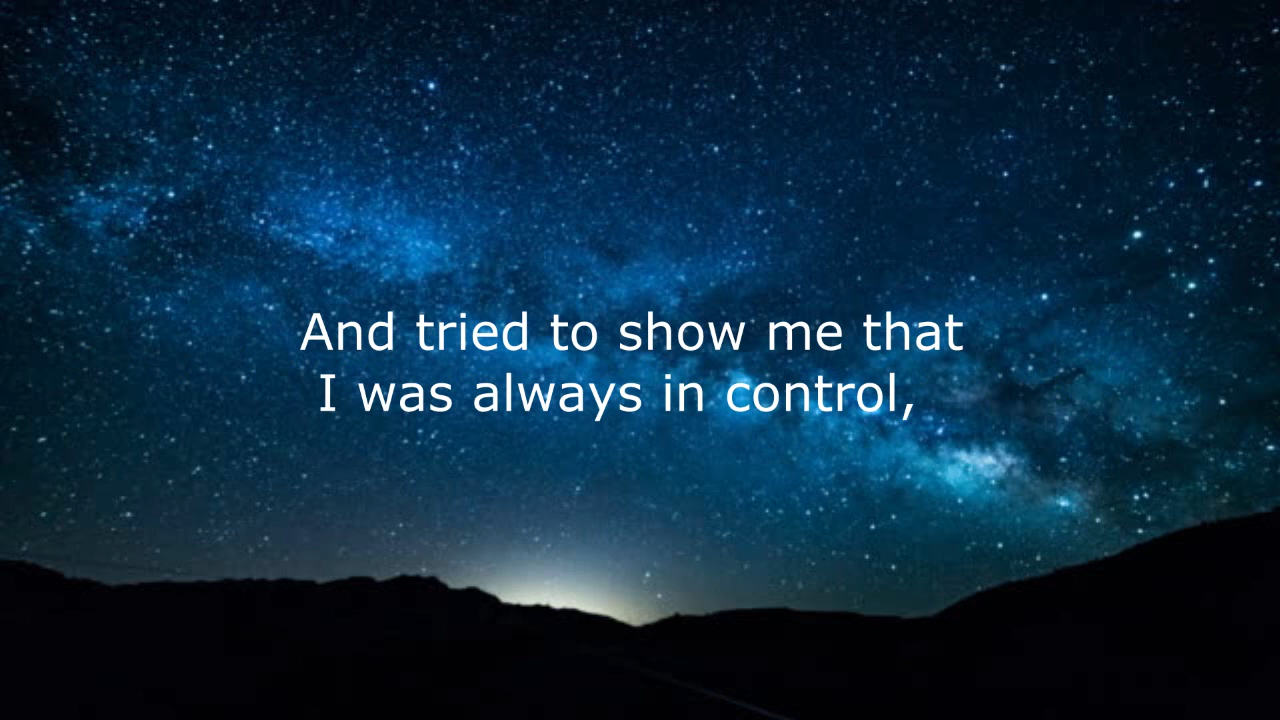 And tried to show me that
I was always in control,